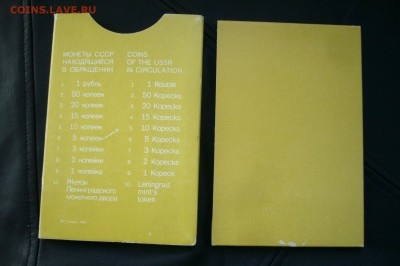 COINS.LAVE.RU
МОНЕТЫ СССР
НАХОДЯЩИЕСЯ
В ОБРАЩЕНИИ
1 рубль
50 копеек
20 копеек
15 копеек
10 копеек
5 копеек
3 копейки
2 копейки
1 копейка
Жетон
Ленинградского
монетного двора
COINS
OF THE USSR
IN CIRCULATION
1 Rouble
50 Kopecks
20 Kopecks
15 Kopecks
10 Kopecks
5 Kopecks
3 Kopecks
2 Kopecks
1 Kopeck
10 Leningrad
mint's
token